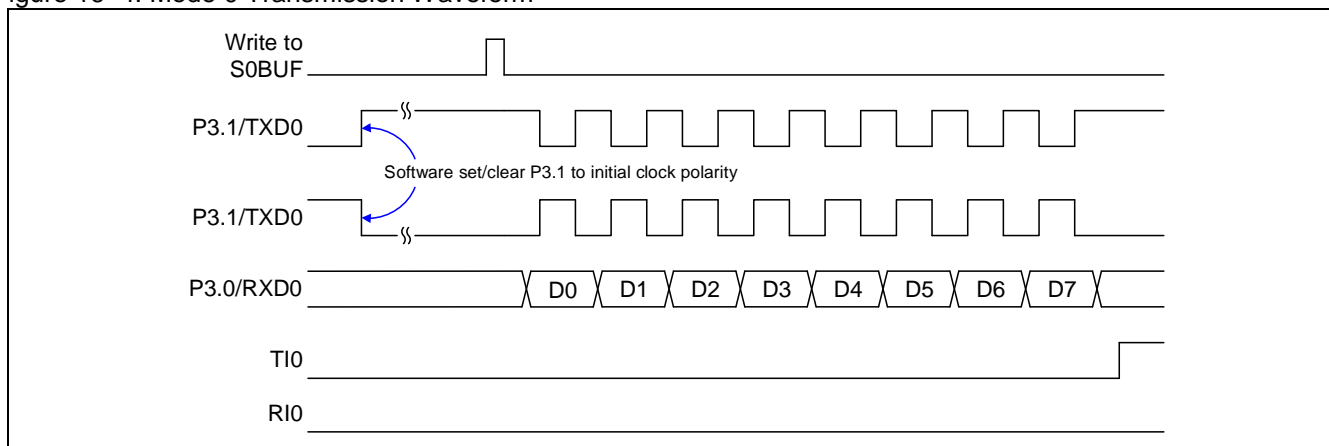 Write to
S0BUF
P3.1/TXD0
Software set/clear P3.1 to initial clock polarity
P3.1/TXD0
P3.0/RXD0 D0 D1 D2 D3 D4 D5 D6 D7
TI0
RI0